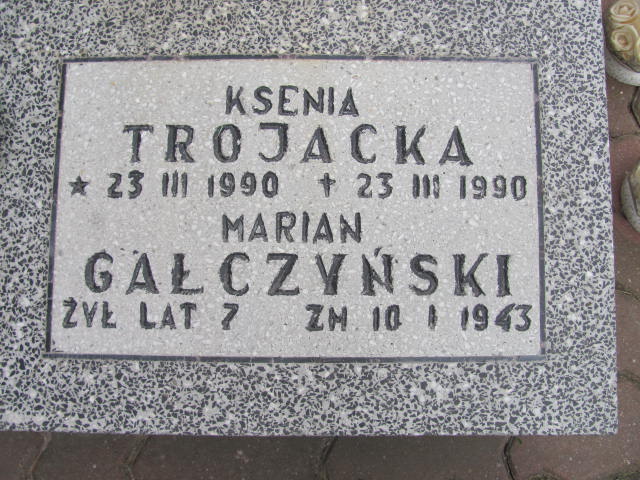 KSENIA
TROJACKA
★ 23 III 1990 ✝ 23 III 1990
MARIAN
GAŁCZYŃSKI
ŻYŁ LAT 7 ZM 10 I 1943